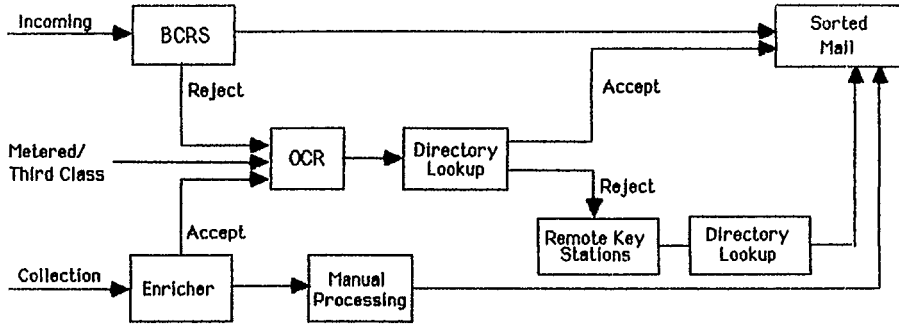 Incoming
BCRS
Sorted
Mail
Reject
Accept
Metered/
Third Class
OCR
Directory
Lookup
Reject
Accept
Remote Key
Stations
Directory
Lookup
Collection
Enricher
Manual
Processing